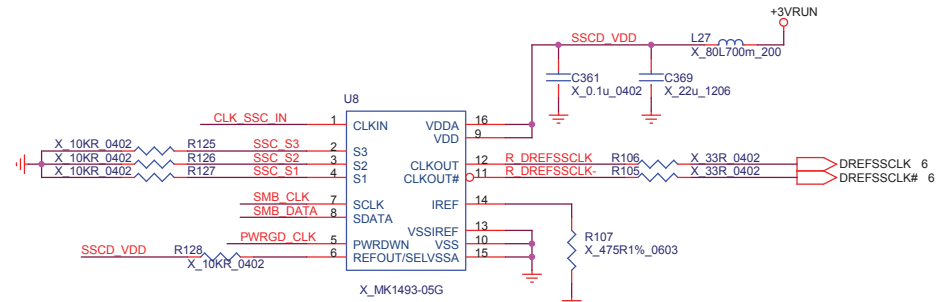 +3VRUN
SSCD_VDD
L27
X_80L700m_200
C361
X_0.1u_0402
C369
X_22u_1206
U8
CLK_SSC_IN 1 CLKIN VDDA 16
VDD 9
X_10KR_0402 R125 SSC_S3 2 S3
X_10KR_0402 R126 SSC_S2 3 S2
X_10KR_0402 R127 SSC_S1 4 S1
CLKOUT 12 R_DREFSSCLK R106 X_33R_0402 DREFSSCLK 6
CLKOUT# 11 R_DREFSSCLK- R105 X_33R_0402 DREFSSCLK# 6
SMB_CLK 7 SCLK IREF 14
SMB_DATA 8 SDATA
VSSIREF 13
PWRGD_CLK 5 PWRDWN VSS 10
SSCD_VDD R128 6 REFOUT/SELVSSA 15
X_10KR_0402
R107
X_475R1%_0603
X_MK1493-05G